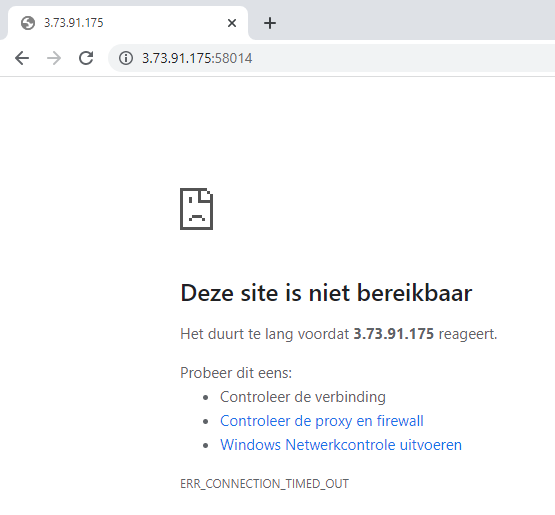 3.73.91.175
3.73.91.175:58014
Deze site is niet bereikbaar
Het duurt te lang voordat 3.73.91.175 reageert.
Probeer dit eens:
• Controleer de verbinding
• Controleer de proxy en firewall
• Windows Netwerkcontrole uitvoeren
ERR_CONNECTION_TIMED_OUT